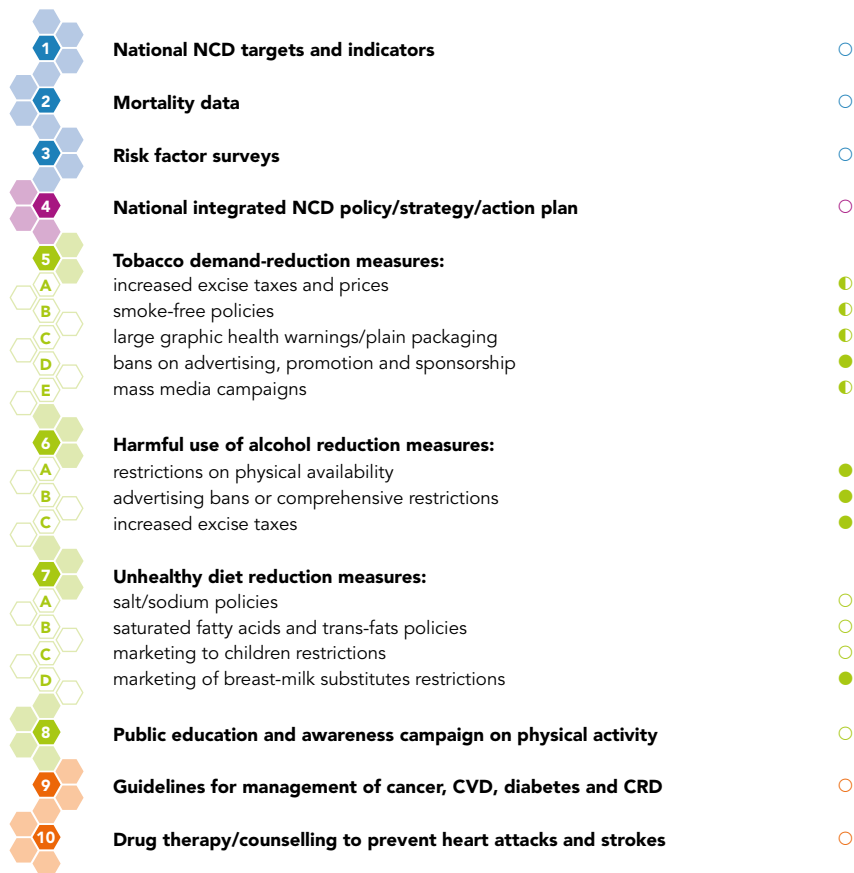 1 National NCD targets and indicators
2 Mortality data
3 Risk factor surveys
4 National integrated NCD policy/strategy/action plan
5 Tobacco demand-reduction measures:
A increased excise taxes and prices
B smoke-free policies
C large graphic health warnings/plain packaging
D bans on advertising, promotion and sponsorship
E mass media campaigns
6 Harmful use of alcohol reduction measures:
A restrictions on physical availability
B advertising bans or comprehensive restrictions
C increased excise taxes
7 Unhealthy diet reduction measures:
A salt/sodium policies
B saturated fatty acids and trans-fats policies
C marketing to children restrictions
D marketing of breast-milk substitutes restrictions
8 Public education and awareness campaign on physical activity
9 Guidelines for management of cancer, CVD, diabetes and CRD
10 Drug therapy/counselling to prevent heart attacks and strokes